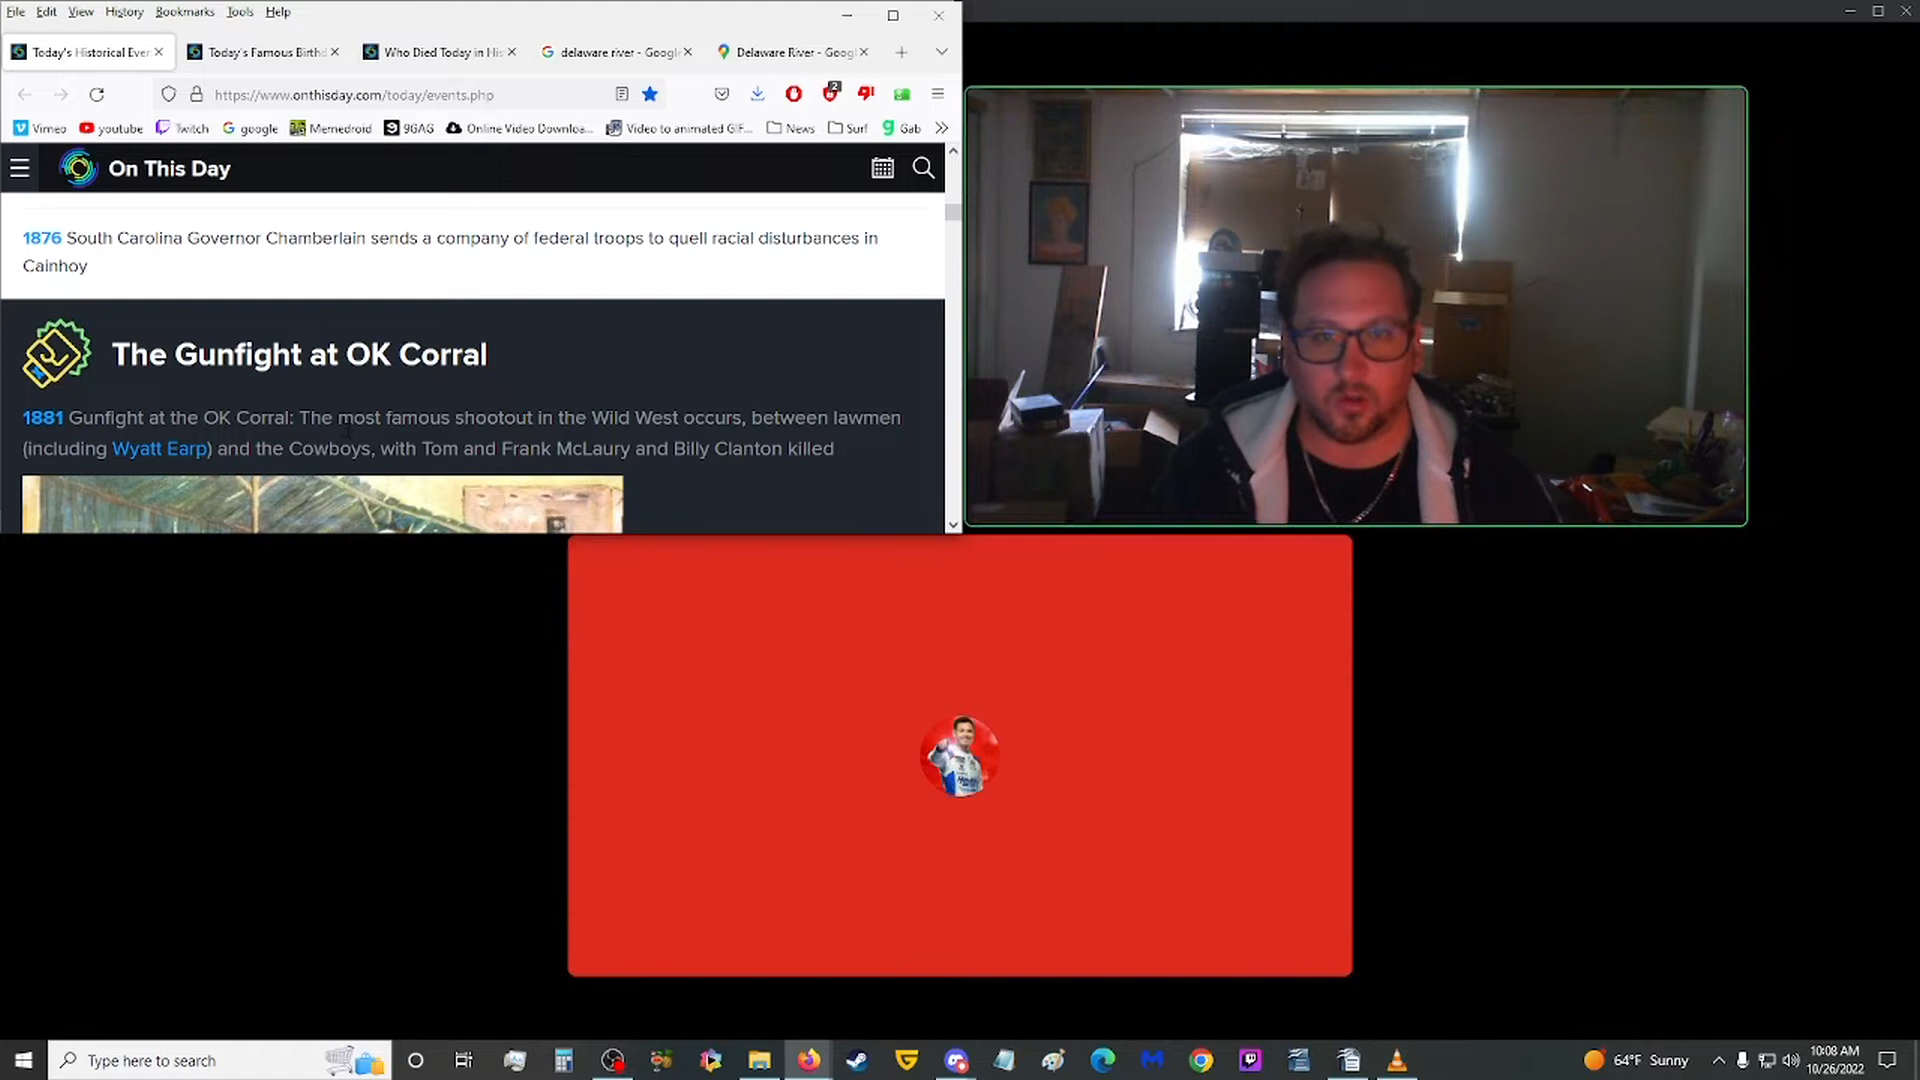 File Edit View History Bookmarks Tools Help
Today's Historical Even
Today's Famous Birthd
Who Died Today in His
delaware river - Google
Delaware River - Googl
https://www.onthisday.com/today/events.php
2
Vimeo youtube Twitch google Memedroid 9GAG Online Video Downloa... Video to animated GIF... News Surf Gab
On This Day
1876 South Carolina Governor Chamberlain sends a company of federal troops to quell racial disturbances in
Cainhoy
The Gunfight at OK Corral
1881 Gunfight at the OK Corral: The most famous shootout in the Wild West occurs, between lawmen
(including Wyatt Earp) and the Cowboys, with Tom and Frank McLaury and Billy Clanton killed
Type here to search
64°F Sunny
10:08 AM
10/26/2022